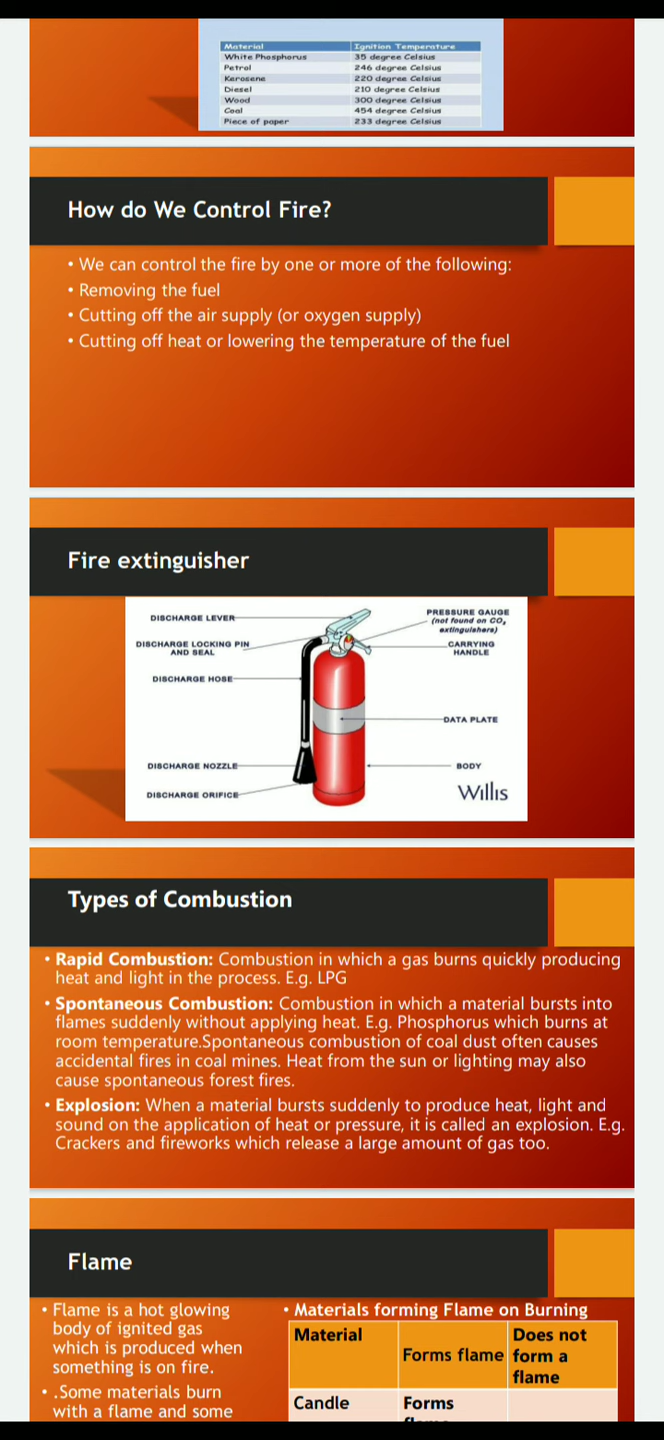 Material Ignition Temperature
White Phosphorus 35 degree Celsius
Petrol 246 degree Celsius
Kerosene 220 degree Celsius
Diesel 210 degree Celsius
Wood 300 degree Celsius
Coal 454 degree Celsius
Piece of paper 233 degree Celsius
How do We Control Fire?
• We can control the fire by one or more of the following:
• Removing the fuel
• Cutting off the air supply (or oxygen supply)
• Cutting off heat or lowering the temperature of the fuel
Fire extinguisher
DISCHARGE LEVER
DISCHARGE LOCKING PIN
AND SEAL
DISCHARGE HOSE
DISCHARGE NOZZLE
DISCHARGE ORIFICE
PRESSURE GAUGE
(not found on CO₂
extinguishers)
CARRYING
HANDLE
DATA PLATE
BODY
Willis
Types of Combustion
• Rapid Combustion: Combustion in which a gas burns quickly producing
heat and light in the process. E.g. LPG
• Spontaneous Combustion: Combustion in which a material bursts into
flames suddenly without applying heat. E.g. Phosphorus which burns at
room temperature.Spontaneous combustion of coal dust often causes
accidental fires in coal mines. Heat from the sun or lighting may also
cause spontaneous forest fires.
• Explosion: When a material bursts suddenly to produce heat, light and
sound on the application of heat or pressure, it is called an explosion. E.g.
Crackers and fireworks which release a large amount of gas too.
Flame
• Flame is a hot glowing
body of ignited gas
which is produced when
something is on fire.
• .Some materials burn
with a flame and some
• Materials forming Flame on Burning
Material
Forms flame
Does not
form a
flame
Candle
Forms